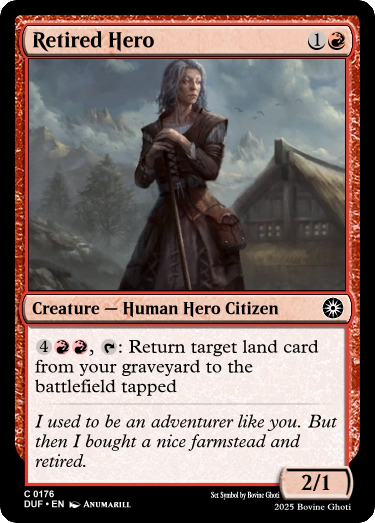 Retired Hero 1
Creature — Human Hero Citizen
4, : Return target land card
from your graveyard to the
battlefield tapped
I used to be an adventurer like you. But
then I bought a nice farmstead and
retired.
2/1
C 0176
DUF • EN ANUMARILL
Set Symbol by Bovine Ghoti
2025 Bovine Ghoti